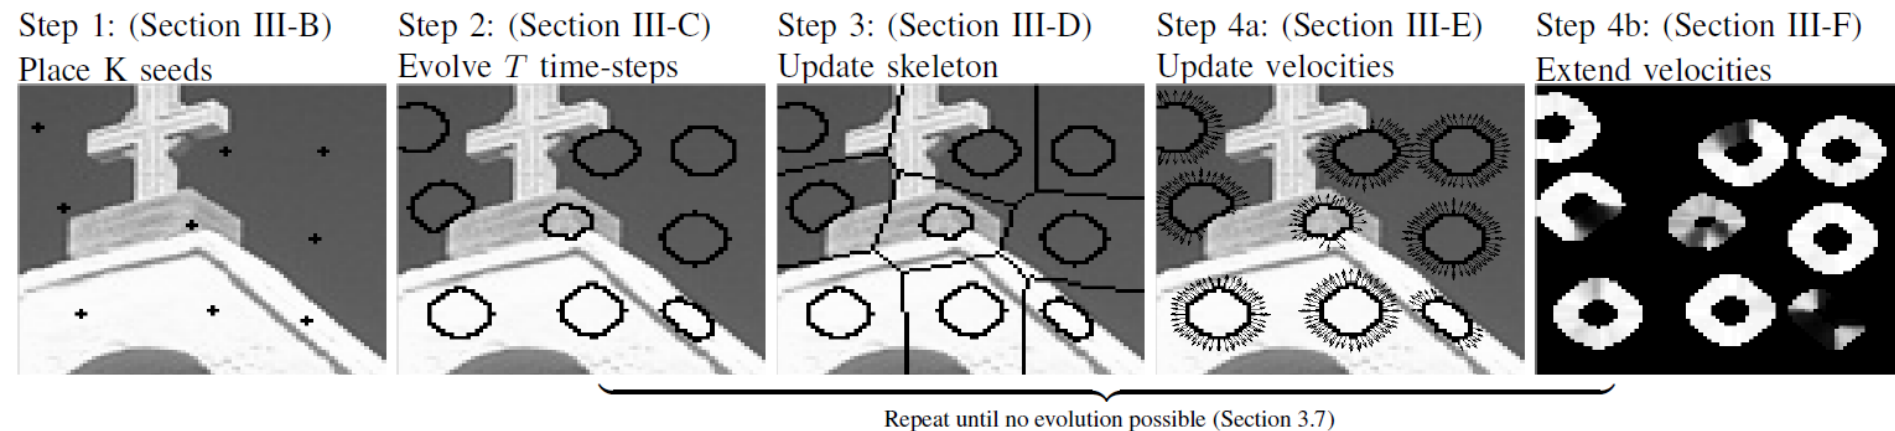 Step 1: (Section III-B)
Place K seeds
Step 2: (Section III-C)
Evolve T time-steps
Step 3: (Section III-D)
Update skeleton
Step 4a: (Section III-E)
Update velocities
Step 4b: (Section III-F)
Extend velocities
Repeat until no evolution possible (Section 3.7)